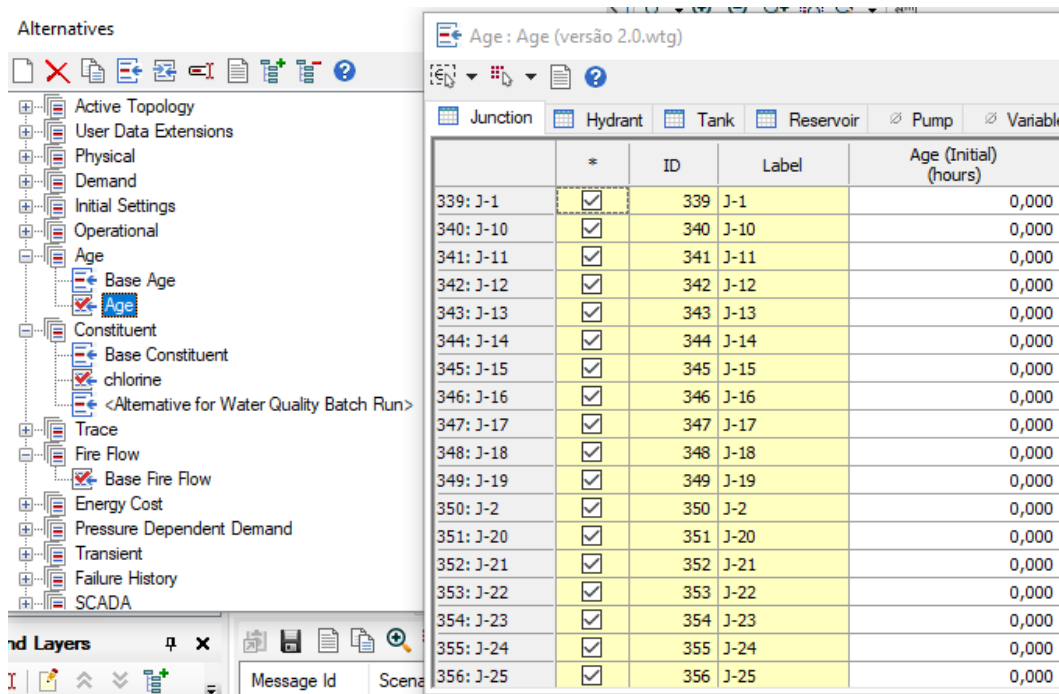 Alternatives
Active Topology
User Data Extensions
Physical
Demand
Initial Settings
Operational
Age
Base Age
Age
Constituent
Base Constituent
chlorine
<Alternative for Water Quality Batch Run>
Trace
Fire Flow
Base Fire Flow
Energy Cost
Pressure Dependent Demand
Transient
Failure History
SCADA
nd Layers
Message Id Scena
Age : Age (versão 2.0.wtg)
Junction Hydrant Tank Reservoir Pump Variable
* ID Label Age (Initial)
(hours)
339: J-1 339 J-1 0,000
340: J-10 340 J-10 0,000
341: J-11 341 J-11 0,000
342: J-12 342 J-12 0,000
343: J-13 343 J-13 0,000
344: J-14 344 J-14 0,000
345: J-15 345 J-15 0,000
346: J-16 346 J-16 0,000
347: J-17 347 J-17 0,000
348: J-18 348 J-18 0,000
349: J-19 349 J-19 0,000
350: J-2 350 J-2 0,000
351: J-20 351 J-20 0,000
352: J-21 352 J-21 0,000
353: J-22 353 J-22 0,000
354: J-23 354 J-23 0,000
355: J-24 355 J-24 0,000
356: J-25 356 J-25 0,000